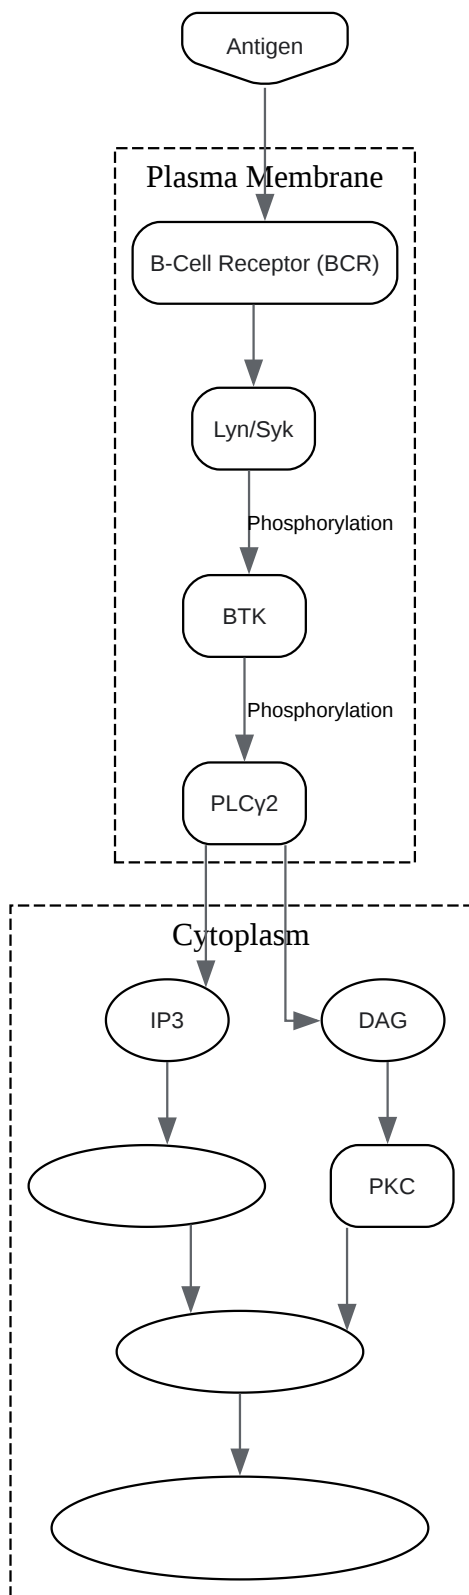 Antigen
Plasma Membrane
B-Cell Receptor (BCR)
Lyn/Syk
Phosphorylation
BTK
Phosphorylation
PLCγ2
Cytoplasm
IP3
DAG
PKC